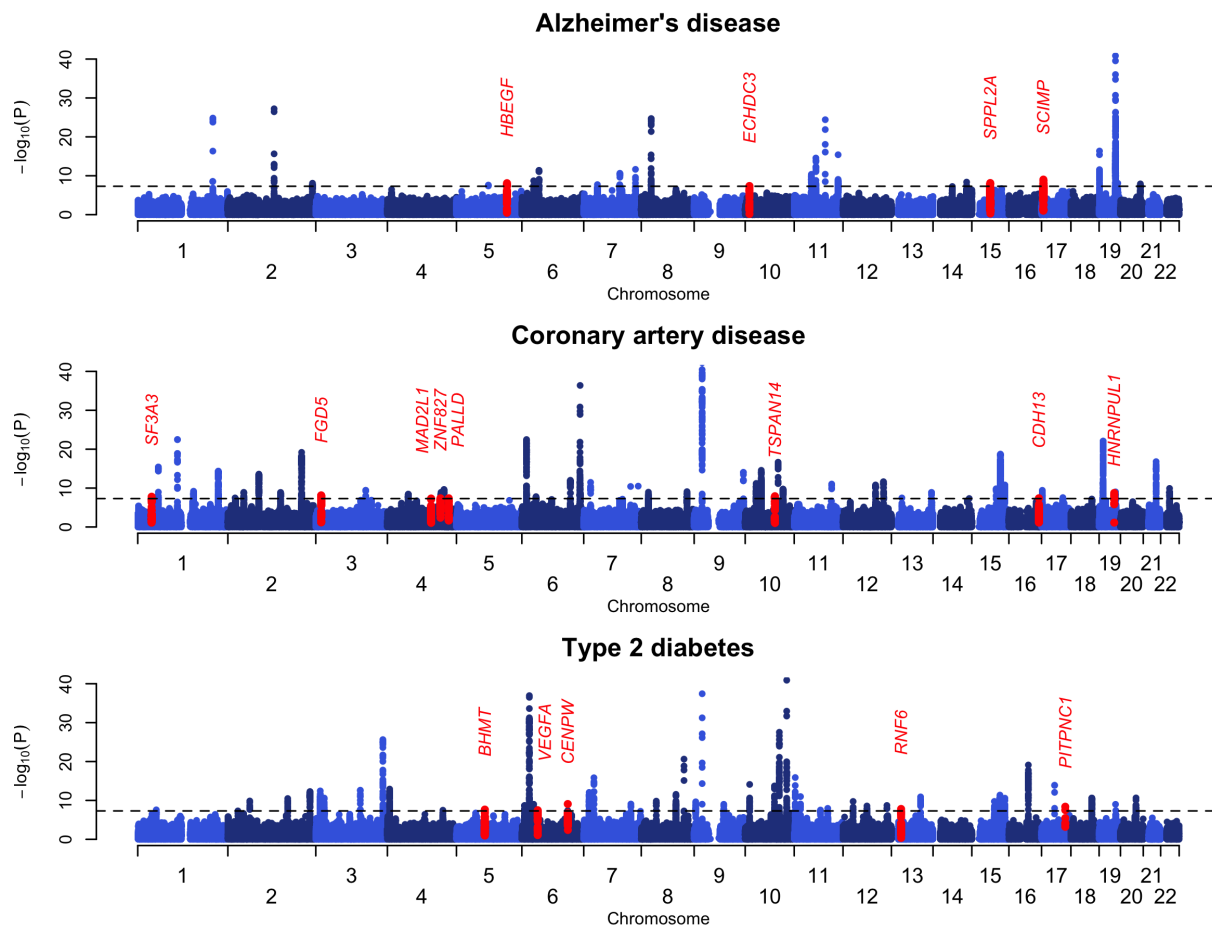 Alzheimer's disease
−log10(P)
0 10 20 30 40
HBEGF ECHDC3 SPPL2A SCIMP
1 2 3 4 5 6 7 8 9 10 11 12 13 14 15 16 17 18 19 20 21 22
Chromosome
Coronary artery disease
−log10(P)
0 10 20 30 40
SF3A3 FGD5 MAD2L1 ZNF827 PALLD TSPAN14 CDH13 HNRNPUL1
1 2 3 4 5 6 7 8 9 10 11 12 13 14 15 16 17 18 19 20 21 22
Chromosome
Type 2 diabetes
−log10(P)
0 10 20 30 40
BHMT VEGFA CENPW RNF6 PITPNC1
1 2 3 4 5 6 7 8 9 10 11 12 13 14 15 16 17 18 19 20 21 22
Chromosome